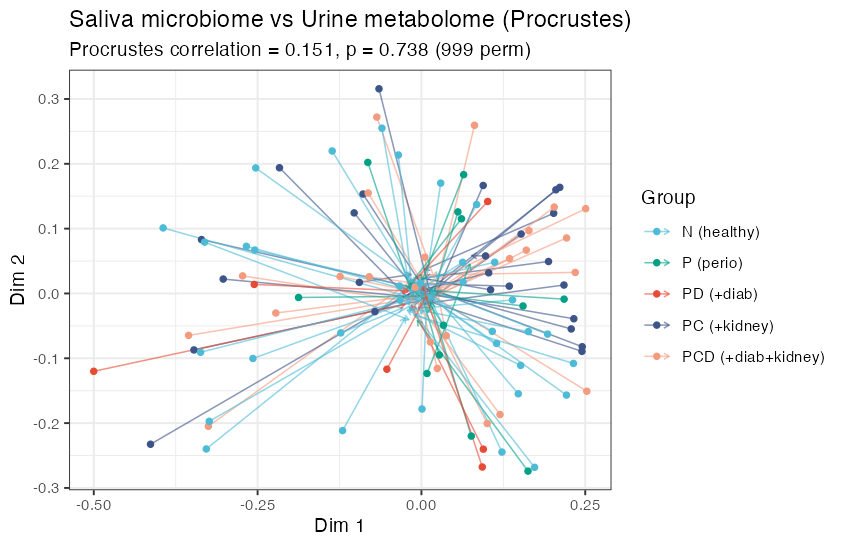 Saliva microbiome vs Urine metabolome (Procrustes)
Procrustes correlation = 0.151, p = 0.738 (999 perm)
Dim 2
0.3
0.2
0.1
0.0
-0.1
-0.2
-0.3
-0.50
-0.25
0.00
0.25
Dim 1
Group
N (healthy)
P (perio)
PD (+diab)
PC (+kidney)
PCD (+diab+kidney)